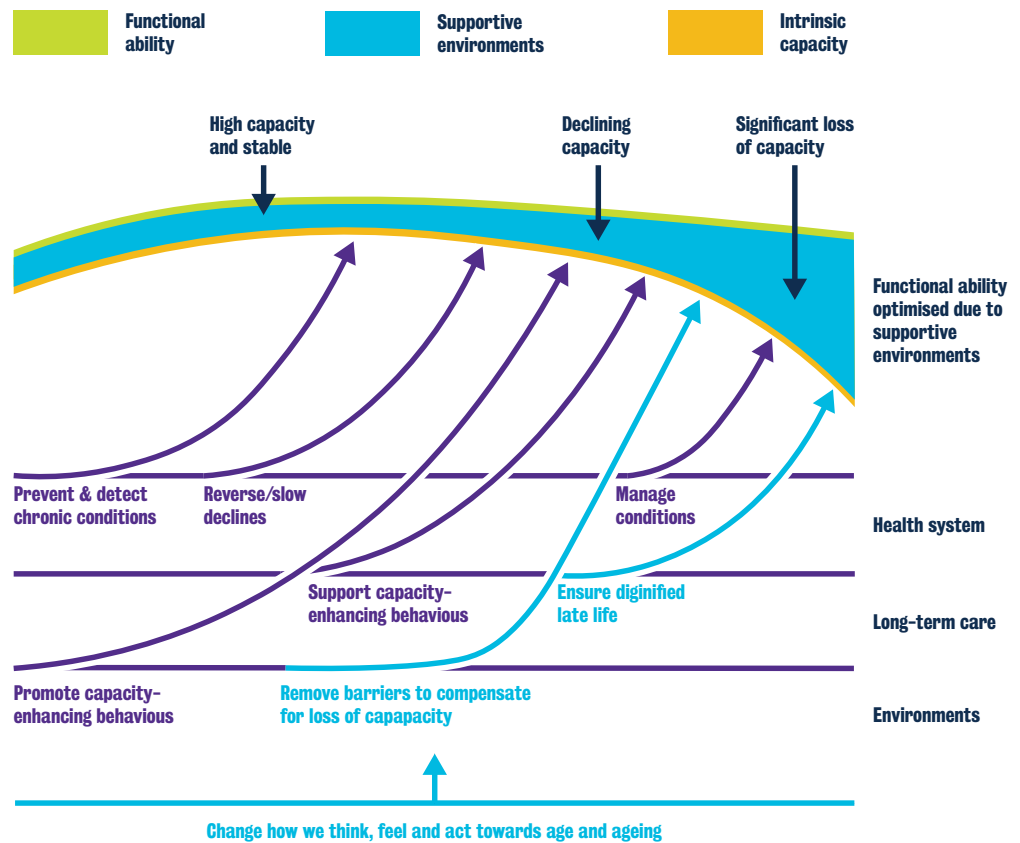 Functional
ability
Supportive
environments
Intrinsic
capacity
High capacity
and stable
Declining
capacity
Significant loss
of capacity
Functional ability
optimised due to
supportive
environments
Prevent & detect
chronic conditions
Reverse/slow
declines
Manage
conditions
Health system
Support capacity-
enhancing behavious
Ensure diginified
late life
Long-term care
Promote capacity-
enhancing behavious
Remove barriers to compensate
for loss of capapacity
Environments
Change how we think, feel and act towards age and ageing